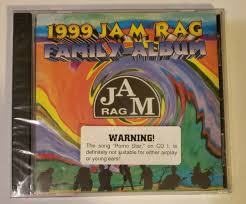 1999 JAM RAG
FAMILY ALBUM
JAM
RAG
WARNING!
The song "Porno Star," on CD 1, is
definitely not suitable for either airplay
or young ears!